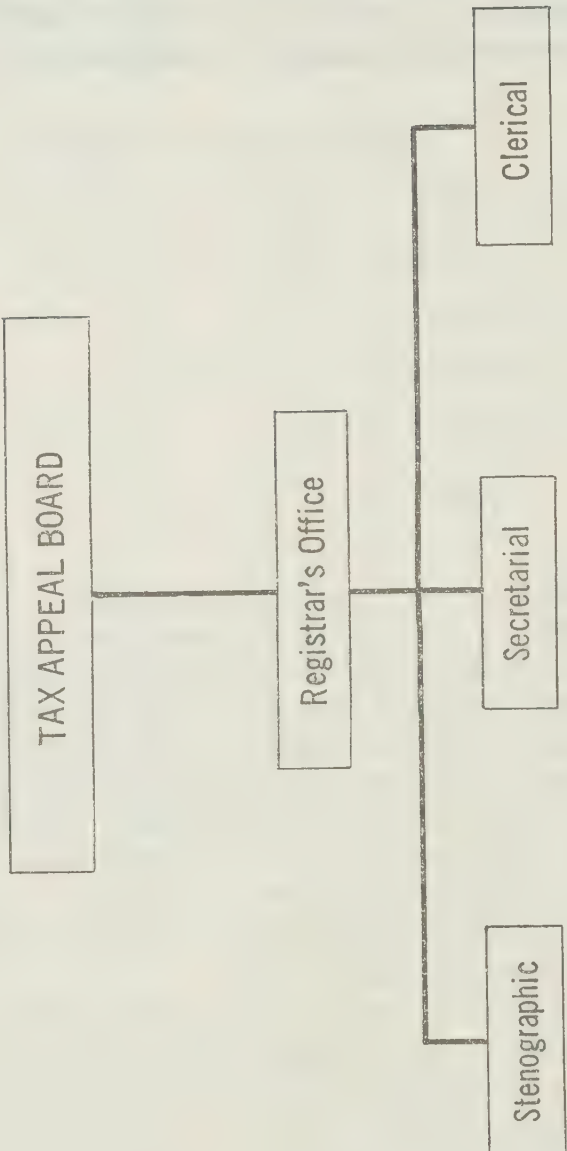 TAX APPEAL BOARD
Registrar's Office
Stenographic
Secretarial
Clerical